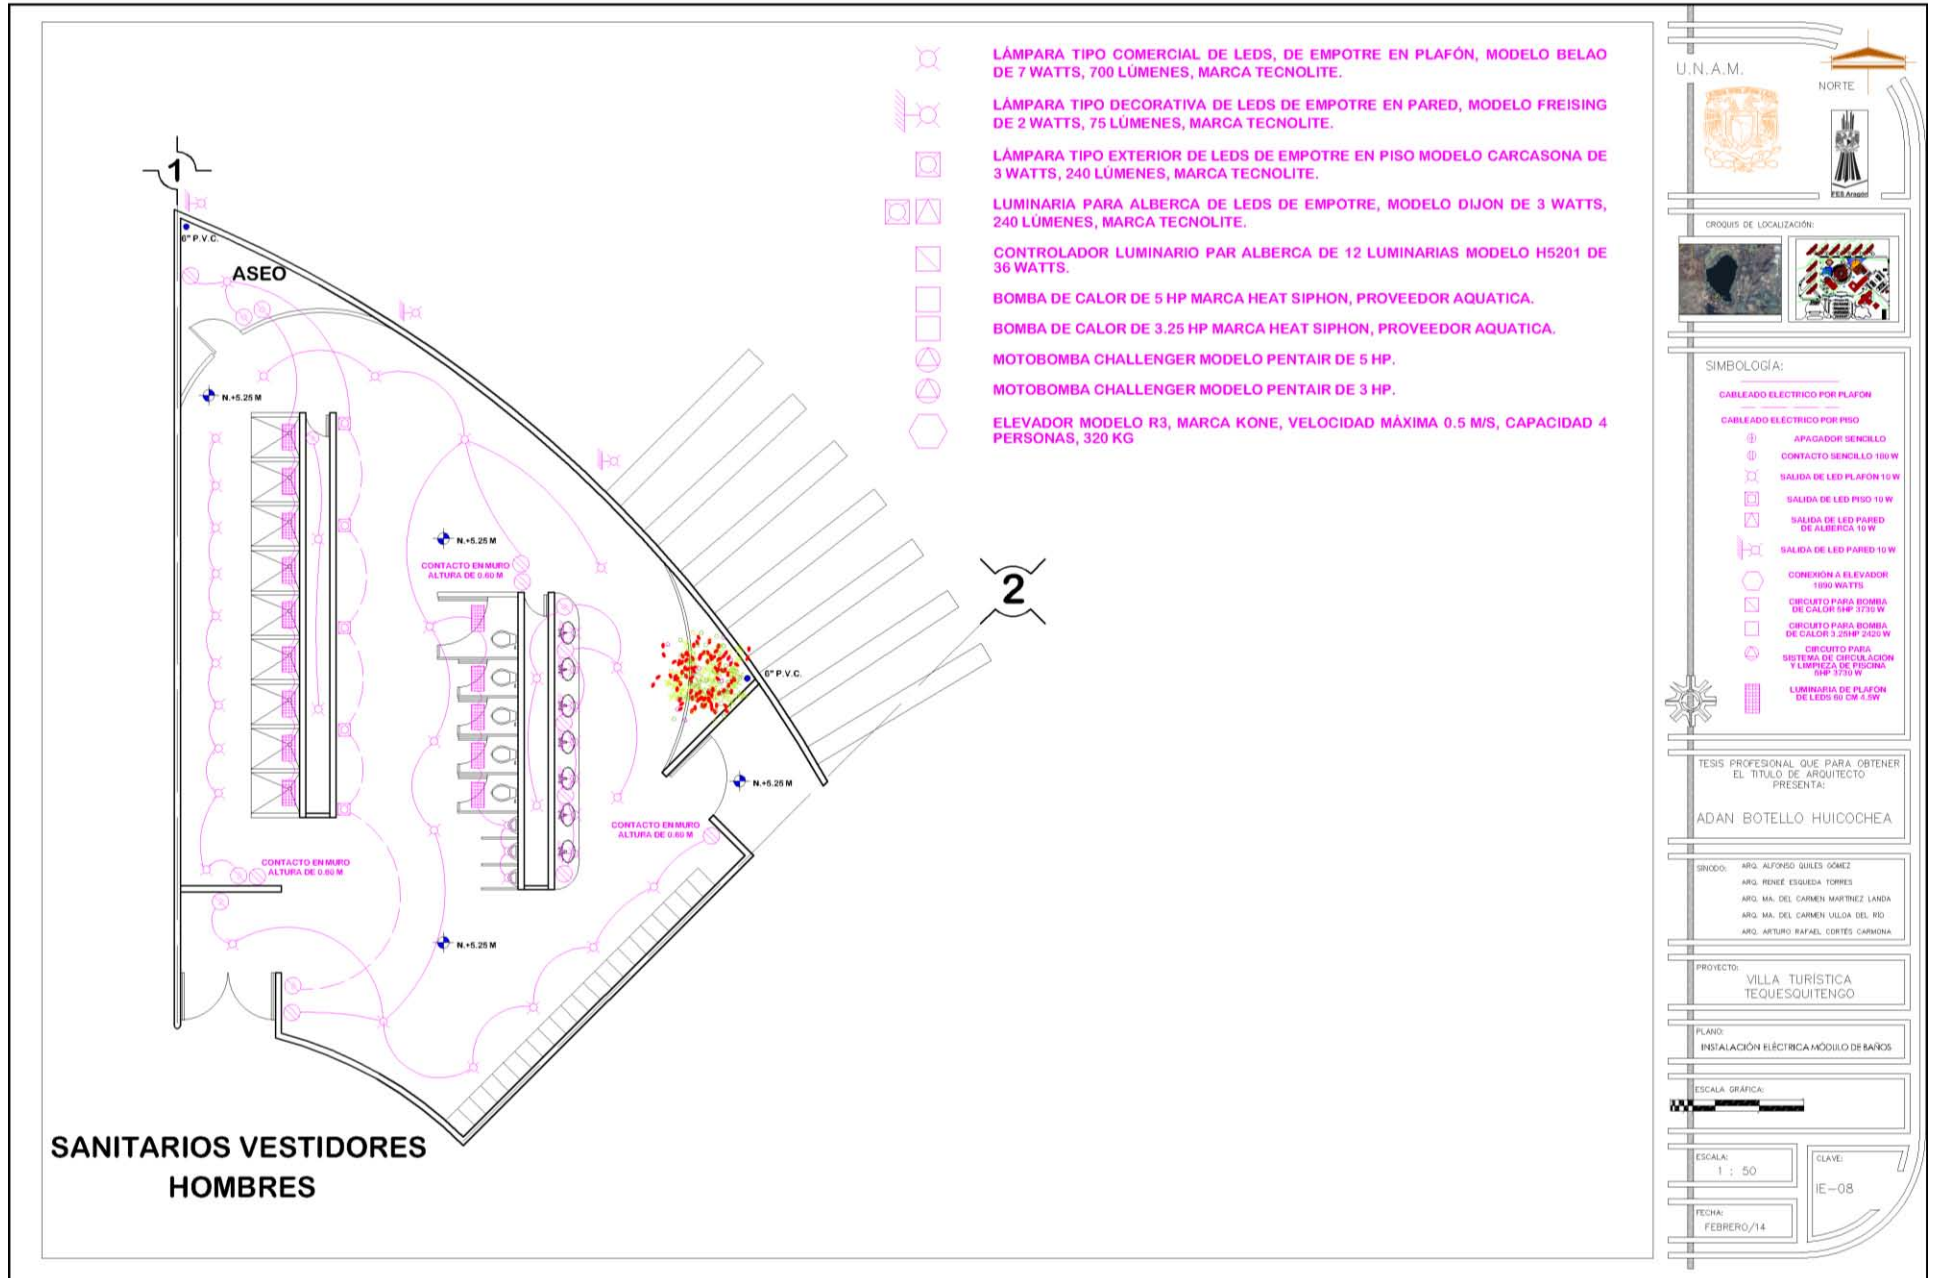 LÁMPARA TIPO COMERCIAL DE LEDS, DE EMPOTRE EN PLAFÓN, MODELO BELAO
DE 7 WATTS, 700 LÚMENES, MARCA TECNOLITE.
LÁMPARA TIPO DECORATIVA DE LEDS DE EMPOTRE EN PARED, MODELO FREISING
DE 2 WATTS, 75 LÚMENES, MARCA TECNOLITE.
LÁMPARA TIPO EXTERIOR DE LEDS DE EMPOTRE EN PISO MODELO CARCASONA DE
3 WATTS, 240 LÚMENES, MARCA TECNOLITE.
LUMINARIA PARA ALBERCA DE LEDS DE EMPOTRE, MODELO DIJON DE 3 WATTS,
240 LÚMENES, MARCA TECNOLITE.
CONTROLADOR LUMINARIO PAR ALBERCA DE 12 LUMINARIAS MODELO H5201 DE
36 WATTS.
BOMBA DE CALOR DE 5 HP MARCA HEAT SIPHON, PROVEEDOR AQUATICA.
BOMBA DE CALOR DE 3.25 HP MARCA HEAT SIPHON, PROVEEDOR AQUATICA.
MOTOBOMBA CHALLENGER MODELO PENTAIR DE 5 HP.
MOTOBOMBA CHALLENGER MODELO PENTAIR DE 3 HP.
ELEVADOR MODELO R3, MARCA KONE, VELOCIDAD MÁXIMA 0.5 M/S, CAPACIDAD 4
PERSONAS, 320 KG
1
6" P.V.C.
ASEO
N.+5.25 M
N.+5.25 M
CONTACTO EN MURO
ALTURA DE 0.60 M
2
6" P.V.C.
N.+5.25 M
CONTACTO EN MURO
ALTURA DE 0.60 M
CONTACTO EN MURO
ALTURA DE 0.60 M
N.+5.25 M
SANITARIOS VESTIDORES
HOMBRES
U.N.A.M.
NORTE
FES Aragón
CROQUIS DE LOCALIZACIÓN:
SIMBOLOGÍA:
CABLEADO ELECTRICO POR PLAFÓN
CABLEADO ELECTRICO POR PISO
APAGADOR SENCILLO
CONTACTO SENCILLO 180 W
SALIDA DE LED PLAFÓN 10 W
SALIDA DE LED PISO 10 W
SALIDA DE LED PARED
DE ALBERCA 10 W
SALIDA DE LED PARED 10 W
CONEXIÓN A ELEVADOR
1890 WATTS
CIRCUITO PARA BOMBA
DE CALOR 5HP 3730 W
CIRCUITO PARA BOMBA
DE CALOR 3.25HP 2420 W
CIRCUITO PARA
SISTEMA DE CIRCULACIÓN
Y LIMPIEZA DE PISCINA
5HP 3730 W
LUMINARIA DE PLAFÓN
DE LEDS 60 CM 4.5W
TESIS PROFESIONAL QUE PARA OBTENER
EL TITULO DE ARQUITECTO
PRESENTA:
ADAN BOTELLO HUICOCHEA
SINODO:
ARQ. ALFONSO QUILES GÓMEZ
ARQ. RENEÉ ESQUEDA TORRES
ARQ. MA. DEL CARMEN MARTÍNEZ LANDA
ARQ. MA. DEL CARMEN ULLOA DEL RÍO
ARQ. ARTURO RAFAEL CORTÉS CARMONA
PROYECTO:
VILLA TURÍSTICA
TEQUESQUITENGO
PLANO:
INSTALACIÓN ELÉCTRICA MÓDULO DE BAÑOS
ESCALA GRÁFICA:
ESCALA:
1 : 50
CLAVE:
IE-08
FECHA:
FEBRERO/14